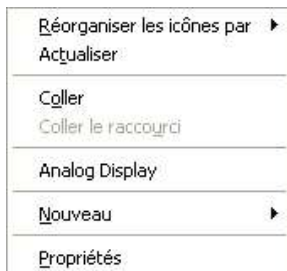 Réorganiser les icônes par
Actualiser
Coller
Coller le raccourci
Analog Display
Nouveau
Propriétés